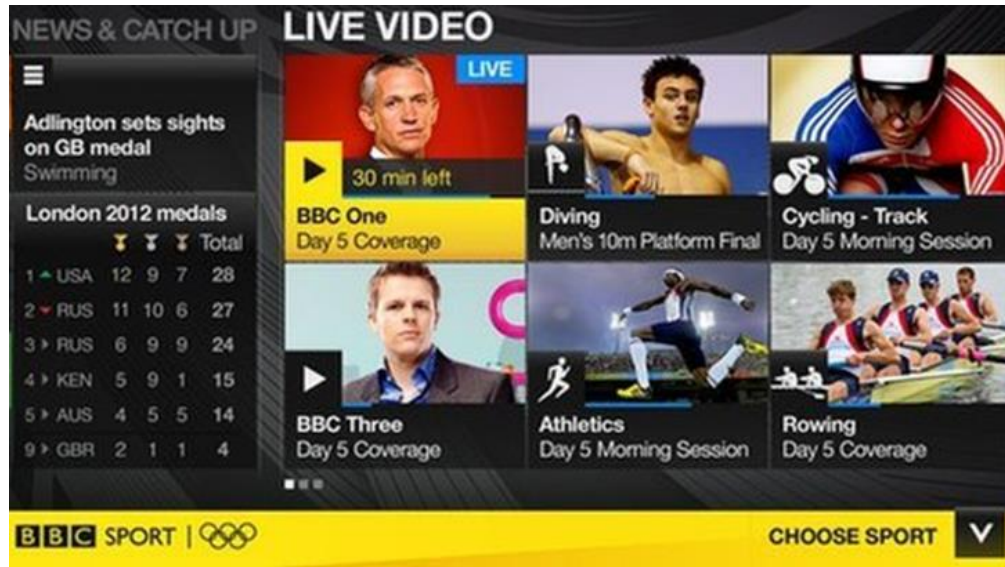 NEWS & CATCH UP
LIVE VIDEO
Adlington sets sights
on GB medal
Swimming
London 2012 medals
Total
1 USA 12 9 7 28
2 RUS 11 10 6 27
3 RUS 6 9 9 24
4 KEN 5 9 1 15
5 AUS 4 5 5 14
9 GBR 2 1 1 4
LIVE
30 min left
BBC One
Day 5 Coverage
Diving
Men's 10m Platform Final
Cycling - Track
Day 5 Morning Session
BBC Three
Day 5 Coverage
Athletics
Day 5 Morning Session
Rowing
Day 5 Coverage
BBC SPORT |
CHOOSE SPORT